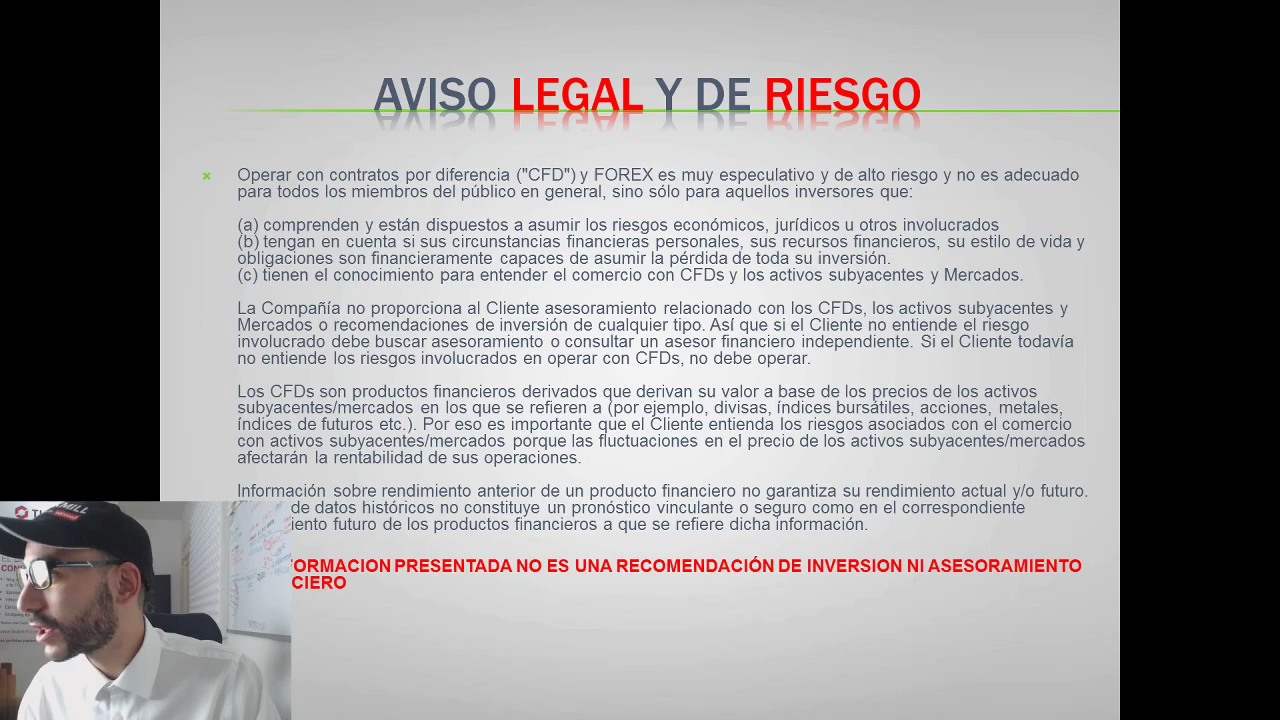 AVISO LEGAL Y DE RIESGO
Operar con contratos por diferencia ("CFD") y FOREX es muy especulativo y de alto riesgo y no es adecuado
para todos los miembros del público en general, sino sólo para aquellos inversores que:
(a) comprenden y están dispuestos a asumir los riesgos económicos, jurídicos u otros involucrados
(b) tengan en cuenta si sus circunstancias financieras personales, sus recursos financieros, su estilo de vida y
obligaciones son financieramente capaces de asumir la pérdida de toda su inversión.
(c) tienen el conocimiento para entender el comercio con CFDs y los activos subyacentes y Mercados.
La Compañía no proporciona al Cliente asesoramiento relacionado con los CFDs, los activos subyacentes y
Mercados o recomendaciones de inversión de cualquier tipo. Así que si el Cliente no entiende el riesgo
involucrado debe buscar asesoramiento o consultar un asesor financiero independiente. Si el Cliente todavía
no entiende los riesgos involucrados en operar con CFDs, no debe operar.
Los CFDs son productos financieros derivados que derivan su valor a base de los precios de los activos
subyacentes/mercados en los que se refieren a (por ejemplo, divisas, índices bursátiles, acciones, metales,
índices de futuros etc.). Por eso es importante que el Cliente entienda los riesgos asociados con el comercio
con activos subyacentes/mercados porque las fluctuaciones en el precio de los activos subyacentes/mercados
afectarán la rentabilidad de sus operaciones.
Información sobre rendimiento anterior de un producto financiero no garantiza su rendimiento actual y/o futuro.
de datos históricos no constituye un pronóstico vinculante o seguro como en el correspondiente
iento futuro de los productos financieros a que se refiere dicha información.
ORMACION PRESENTADA NO ES UNA RECOMENDACIÓN DE INVERSION NI ASESORAMIENTO
CIERO